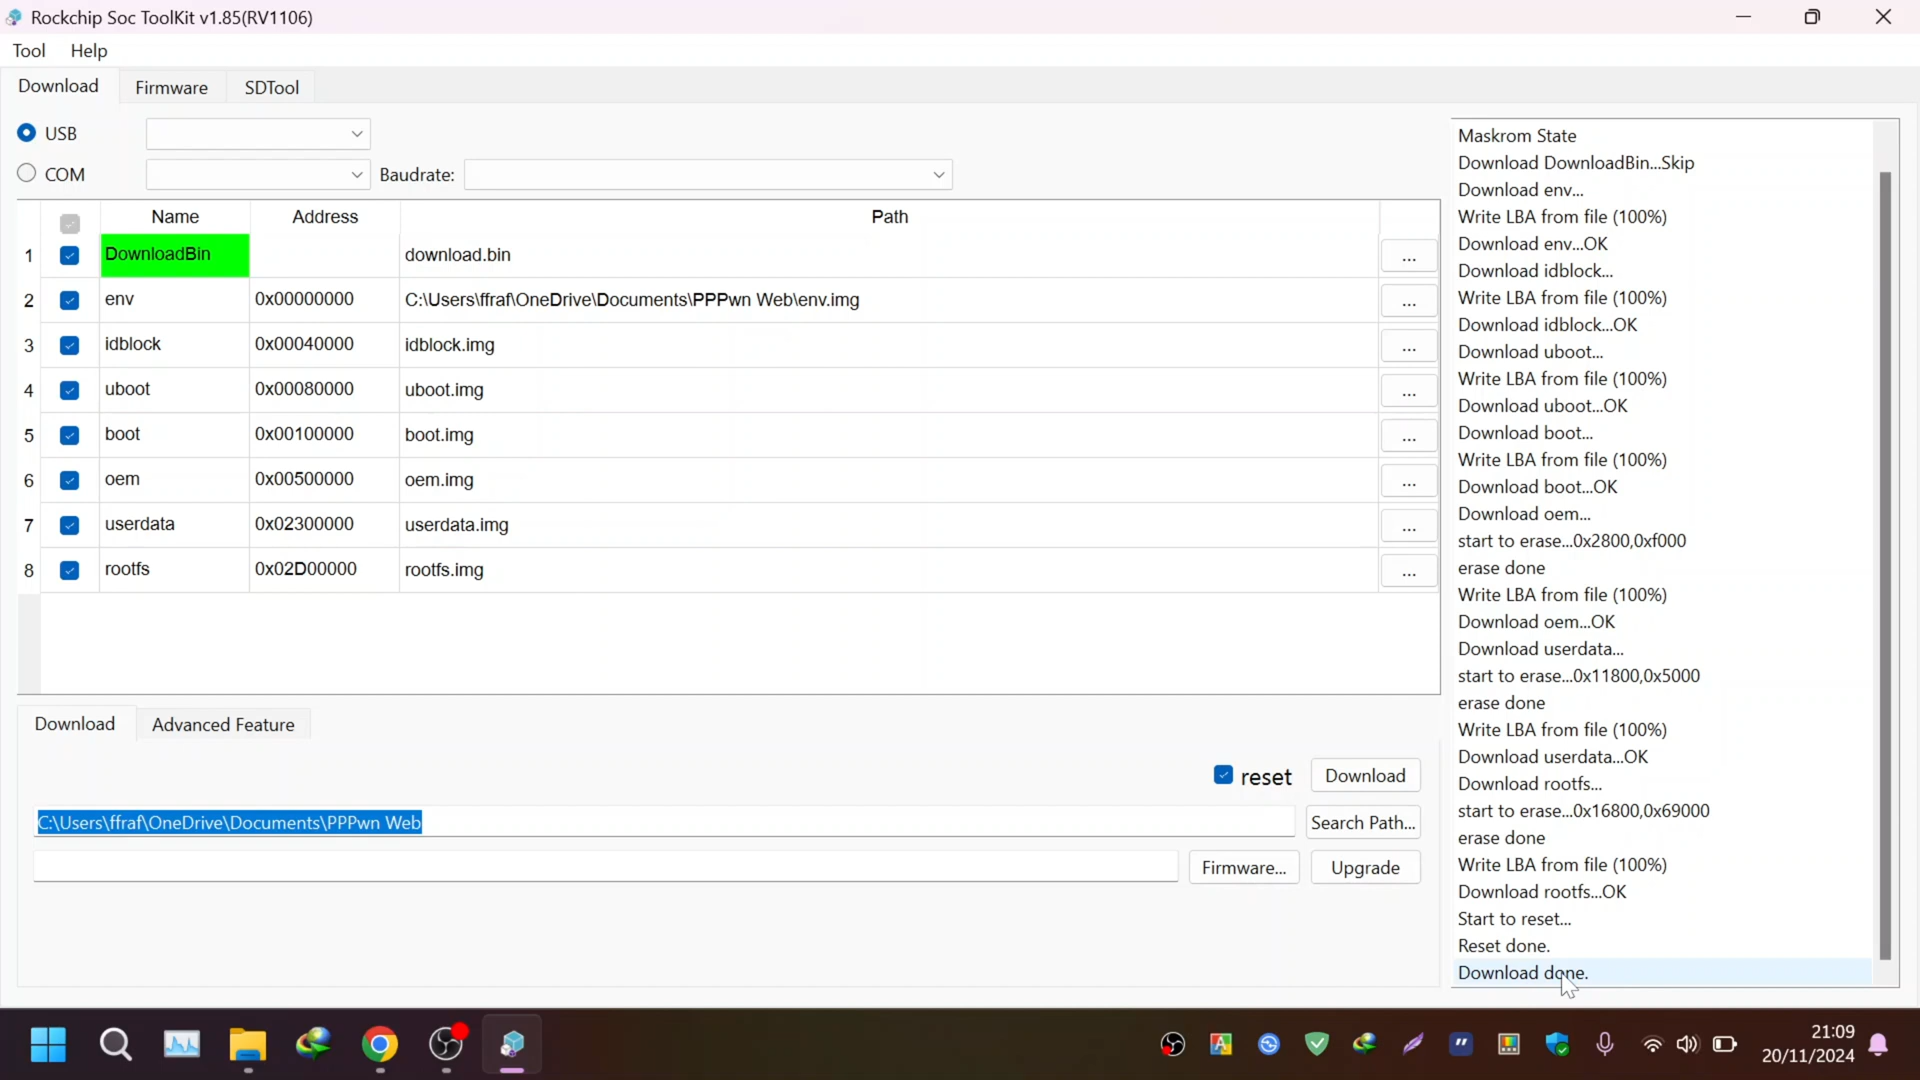 Rockchip Soc ToolKit v1.85(RV1106)
Tool Help
Download Firmware SDTool
USB
COM Baudrate:
Name Address Path
1 DownloadBin download.bin ...
2 env 0x00000000 C:\Users\ffraf\OneDrive\Documents\PPPwn Web\env.img ...
3 idblock 0x00040000 idblock.img ...
4 uboot 0x00080000 uboot.img ...
5 boot 0x00100000 boot.img ...
6 oem 0x00500000 oem.img ...
7 userdata 0x02300000 userdata.img ...
8 rootfs 0x02D00000 rootfs.img ...
Download Advanced Feature
reset Download
C:\Users\ffraf\OneDrive\Documents\PPPwn Web Search Path...
Firmware... Upgrade
Maskrom State
Download DownloadBin...Skip
Download env...
Write LBA from file (100%)
Download env...OK
Download idblock...
Write LBA from file (100%)
Download idblock...OK
Download uboot...
Write LBA from file (100%)
Download uboot...OK
Download boot...
Write LBA from file (100%)
Download boot...OK
Download oem...
start to erase...0x2800,0xf000
erase done
Write LBA from file (100%)
Download oem...OK
Download userdata...
start to erase...0x11800,0x5000
erase done
Write LBA from file (100%)
Download userdata...OK
Download rootfs...
start to erase...0x16800,0x69000
erase done
Write LBA from file (100%)
Download rootfs...OK
Start to reset...
Reset done.
Download done.
21:09
20/11/2024